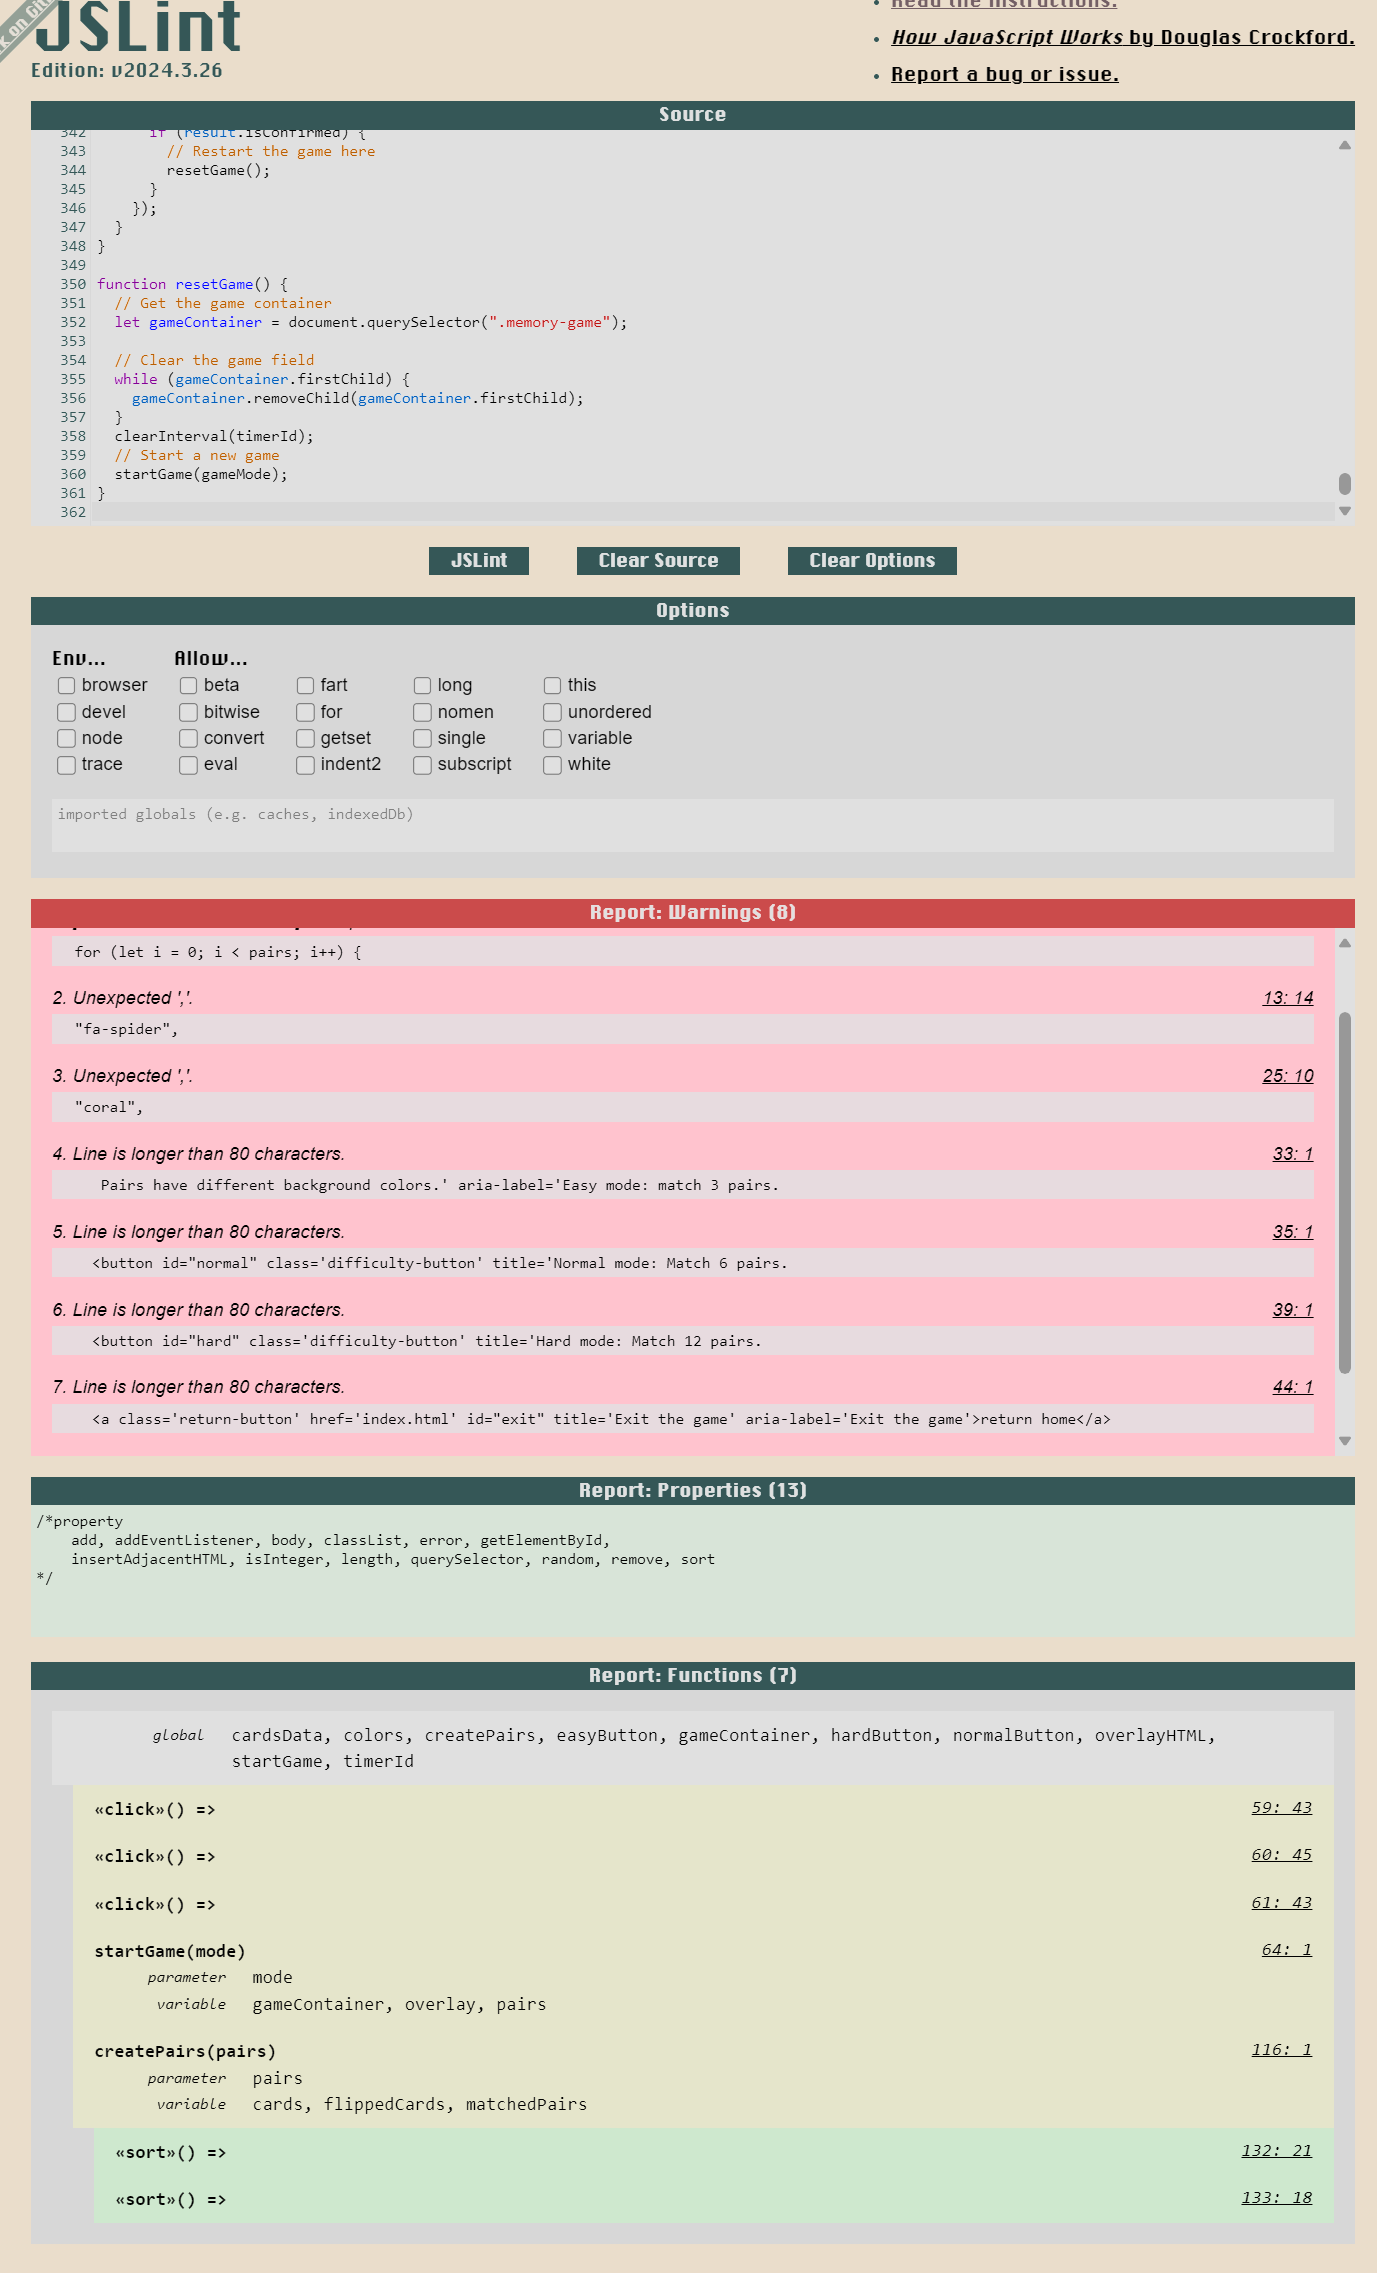 JSLint
Edition: v2024.3.26
Read the instructions.
How JavaScript Works by Douglas Crockford.
Report a bug or issue.
Source
342 if (result.isConfirmed) {
343 // Restart the game here
344 resetGame();
345 }
346 });
347 }
348 }
349
350 function resetGame() {
351 // Get the game container
352 let gameContainer = document.querySelector(".memory-game");
353
354 // Clear the game field
355 while (gameContainer.firstChild) {
356 gameContainer.removeChild(gameContainer.firstChild);
357 }
358 clearInterval(timerId);
359 // Start a new game
360 startGame(gameMode);
361 }
362
JSLint Clear Source Clear Options
Options
Env... Allow...
browser beta fart long this
devel bitwise for nomen unordered
node convert getset single variable
trace eval indent2 subscript white
imported globals (e.g. caches, indexedDb)
Report: Warnings (8)
for (let i = 0; i < pairs; i++) {
2. Unexpected ','. 13: 14
"fa-spider",
3. Unexpected ','. 25: 10
"coral",
4. Line is longer than 80 characters. 33: 1
Pairs have different background colors.' aria-label='Easy mode: match 3 pairs.
5. Line is longer than 80 characters. 35: 1
<button id="normal" class='difficulty-button' title='Normal mode: Match 6 pairs.
6. Line is longer than 80 characters. 39: 1
<button id="hard" class='difficulty-button' title='Hard mode: Match 12 pairs.
7. Line is longer than 80 characters. 44: 1
<a class='return-button' href='index.html' id="exit" title='Exit the game' aria-label='Exit the game'>return home</a>
Report: Properties (13)
/*property
add, addEventListener, body, classList, error, getElementById,
insertAdjacentHTML, isInteger, length, querySelector, random, remove, sort
*/
Report: Functions (7)
global cardsData, colors, createPairs, easyButton, gameContainer, hardButton, normalButton, overlayHTML,
startGame, timerId
«click»() => 59: 43
«click»() => 60: 45
«click»() => 61: 43
startGame(mode) 64: 1
parameter mode
variable gameContainer, overlay, pairs
createPairs(pairs) 116: 1
parameter pairs
variable cards, flippedCards, matchedPairs
«sort»() => 132: 21
«sort»() => 133: 18